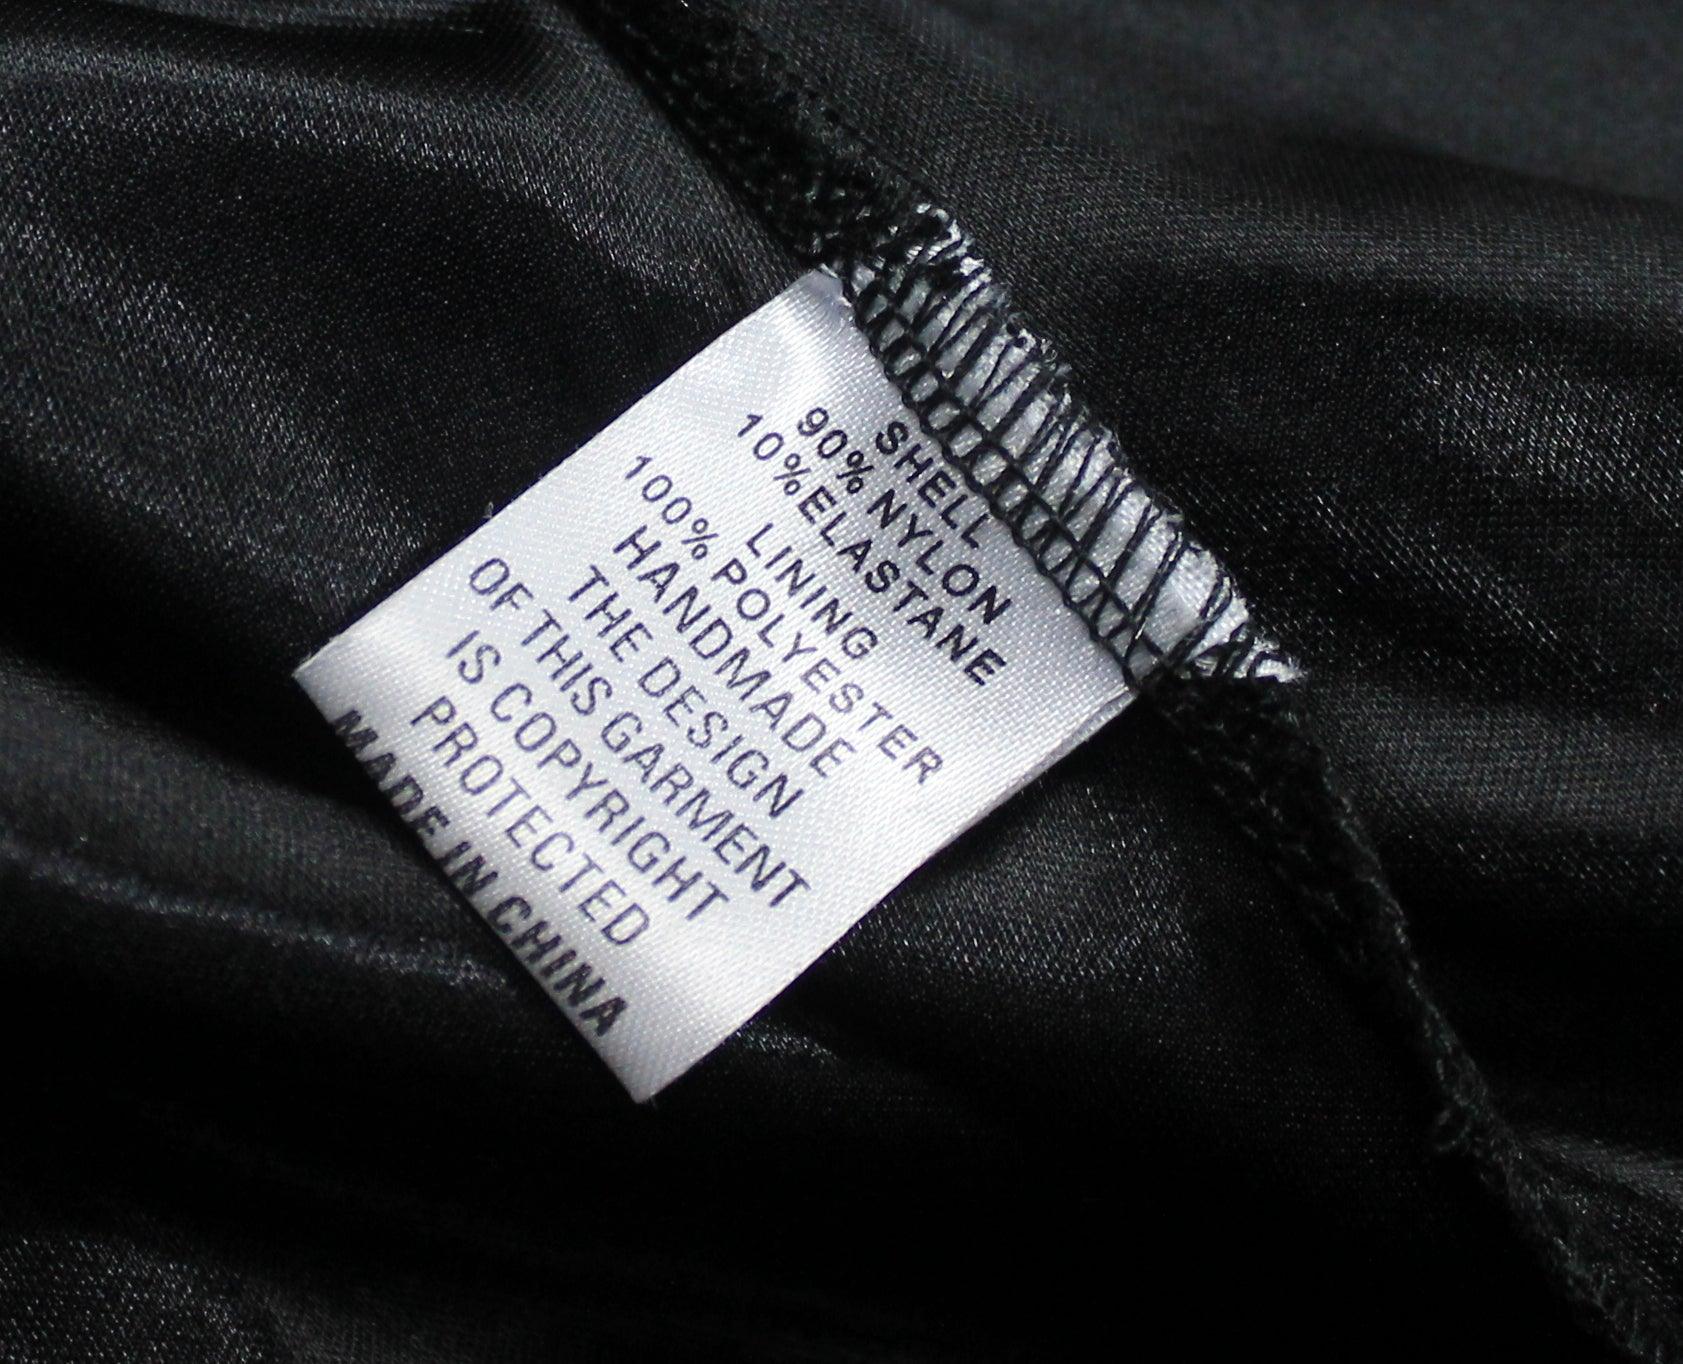 SHELL
90% NYLON
10% ELASTANE
LINING
100% POLYESTER
HANDMADE
THE DESIGN
OF THIS GARMENT
IS COPYRIGHT
PROTECTED
MADE IN CHINA